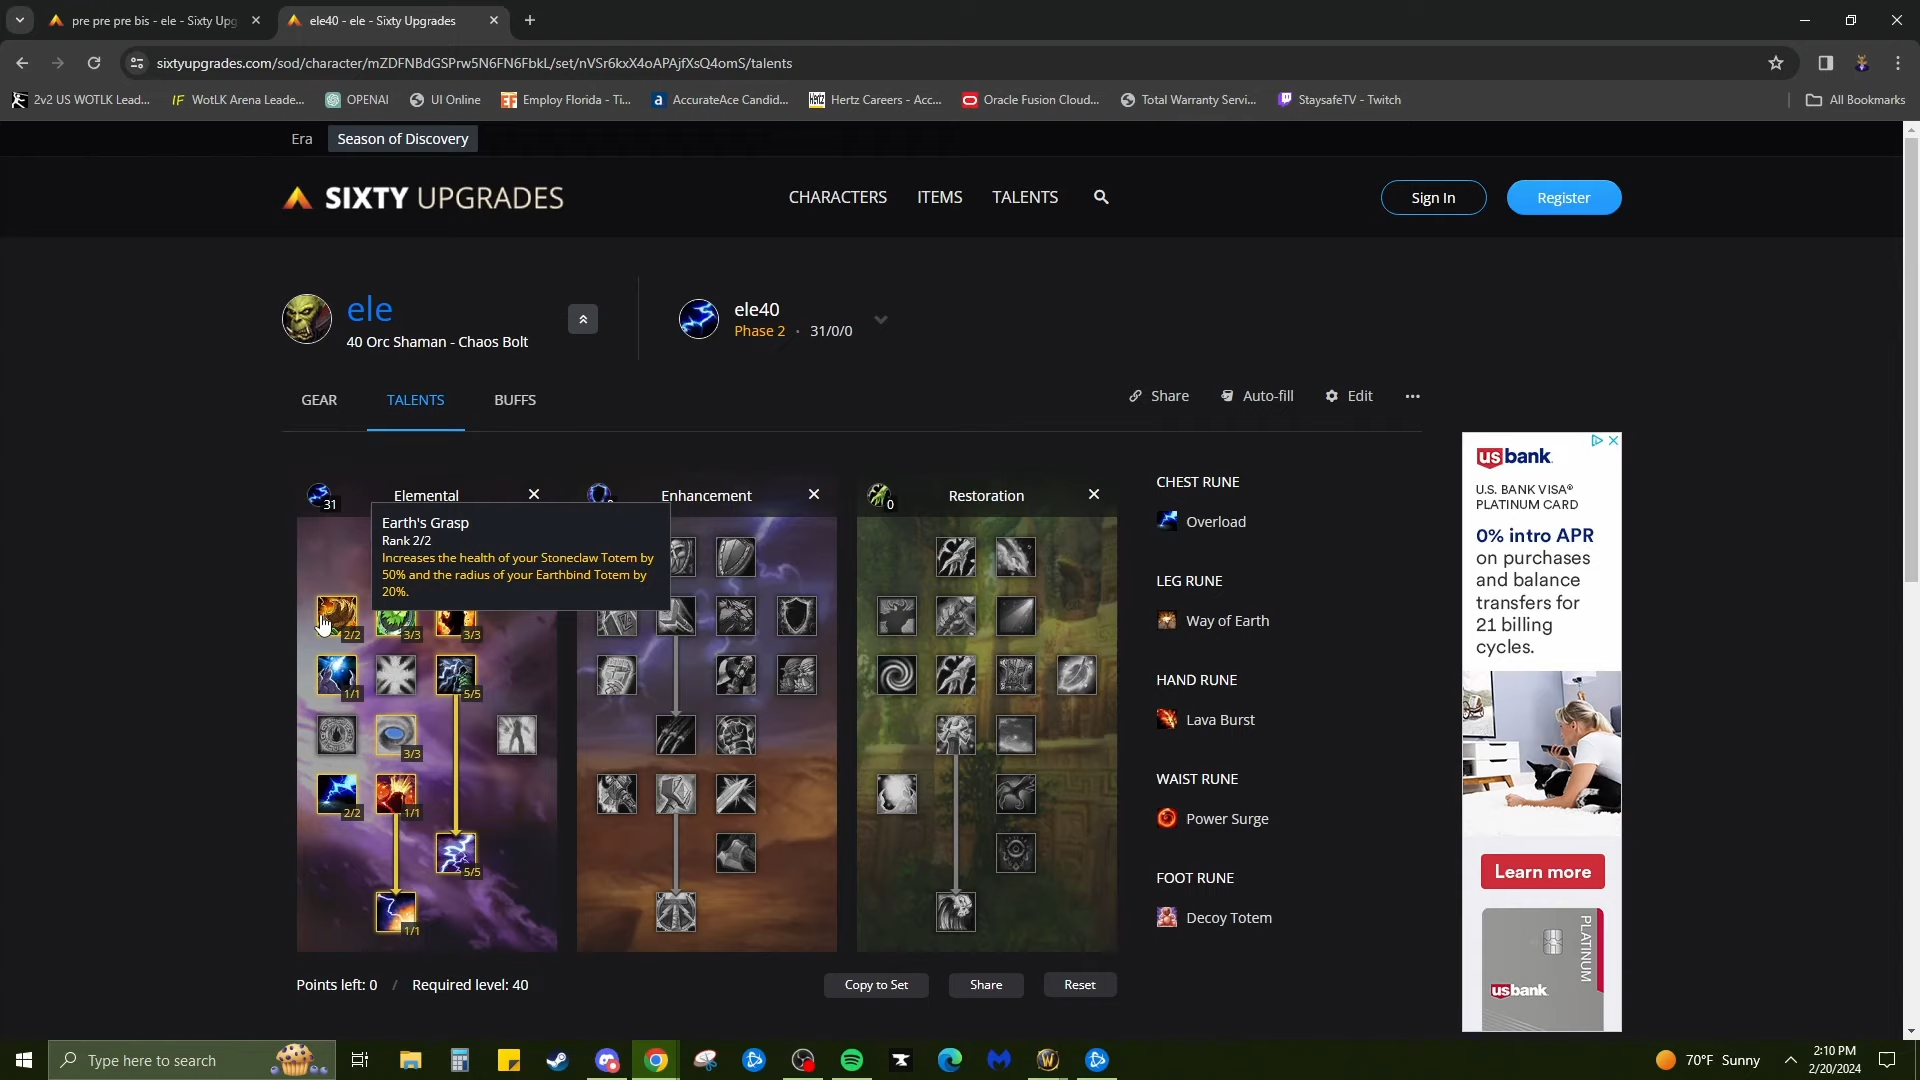 pre pre pre bis - ele - Sixty Upg
ele40 - ele - Sixty Upgrades
sixtyupgrades.com/sod/character/mZDFNBdGSPrw5N6FN6FbkL/set/nVSr6kxX4oAPAjfXsQ4omS/talents
2v2 US WOTLK Lead...
WotLK Arena Leade...
OPENAI
UI Online
Employ Florida - Ti...
AccurateAce Candid...
Hertz Careers - Acc...
Oracle Fusion Cloud...
Total Warranty Servi...
StaysafeTV - Twitch
All Bookmarks
Era
Season of Discovery
SIXTY UPGRADES
CHARACTERS
ITEMS
TALENTS
Sign In
Register
ele
40 Orc Shaman - Chaos Bolt
ele40
Phase 2 · 31/0/0
GEAR
TALENTS
BUFFS
Share
Auto-fill
Edit
31
Elemental
Enhancement
0
Restoration
Earth's Grasp
Rank 2/2
Increases the health of your Stoneclaw Totem by
50% and the radius of your Earthbind Totem by
20%.
2/2
3/3
3/3
1/1
5/5
3/3
2/2
1/1
5/5
1/1
Points left: 0 / Required level: 40
Copy to Set
Share
Reset
CHEST RUNE
Overload
LEG RUNE
Way of Earth
HAND RUNE
Lava Burst
WAIST RUNE
Power Surge
FOOT RUNE
Decoy Totem
usbank
U.S. BANK VISA®
PLATINUM CARD
0% intro APR
on purchases
and balance
transfers for
21 billing
cycles.
Learn more
PLATINUM
usbank
Type here to search
70°F Sunny
2:10 PM
2/20/2024